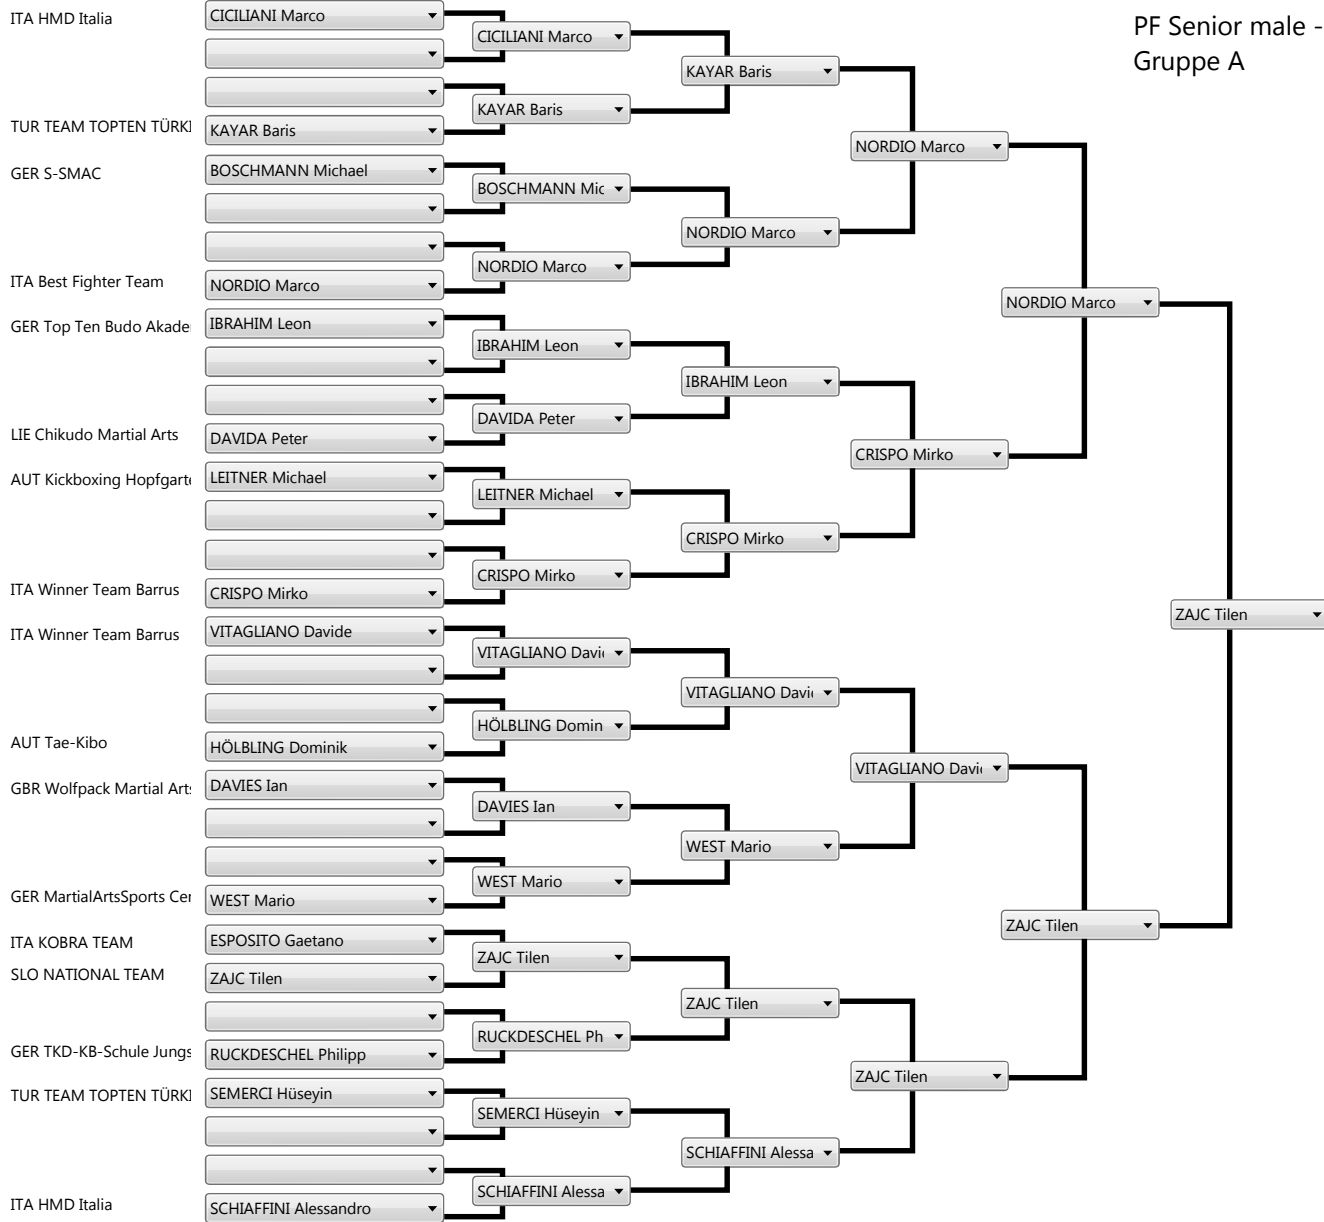 PF Senior male -
Gruppe A
ITA HMD Italia
CICILIANI Marco
CICILIANI Marco
KAYAR Baris
KAYAR Baris
TUR TEAM TOPTEN TÜRKI
KAYAR Baris
NORDIO Marco
GER S-SMAC
BOSCHMANN Michael
BOSCHMANN Mic
NORDIO Marco
NORDIO Marco
ITA Best Fighter Team
NORDIO Marco
NORDIO Marco
GER Top Ten Budo Akade
IBRAHIM Leon
IBRAHIM Leon
IBRAHIM Leon
DAVIDA Peter
LIE Chikudo Martial Arts
DAVIDA Peter
CRISPO Mirko
AUT Kickboxing Hopfgarte
LEITNER Michael
LEITNER Michael
CRISPO Mirko
CRISPO Mirko
ITA Winner Team Barrus
CRISPO Mirko
ZAJC Tilen
ITA Winner Team Barrus
VITAGLIANO Davide
VITAGLIANO Davi
VITAGLIANO Davi
HÖLBLING Domin
AUT Tae-Kibo
HÖLBLING Dominik
VITAGLIANO Davi
GBR Wolfpack Martial Arts
DAVIES Ian
DAVIES Ian
WEST Mario
WEST Mario
GER MartialArtsSports Cer
WEST Mario
ZAJC Tilen
ITA KOBRA TEAM
ESPOSITO Gaetano
ZAJC Tilen
SLO NATIONAL TEAM
ZAJC Tilen
ZAJC Tilen
RUCKDESCHEL Ph
GER TKD-KB-Schule Jungs
RUCKDESCHEL Philipp
ZAJC Tilen
TUR TEAM TOPTEN TÜRKI
SEMERCI Hüseyin
SEMERCI Hüseyin
SCHIAFFINI Alessa
SCHIAFFINI Alessa
ITA HMD Italia
SCHIAFFINI Alessandro